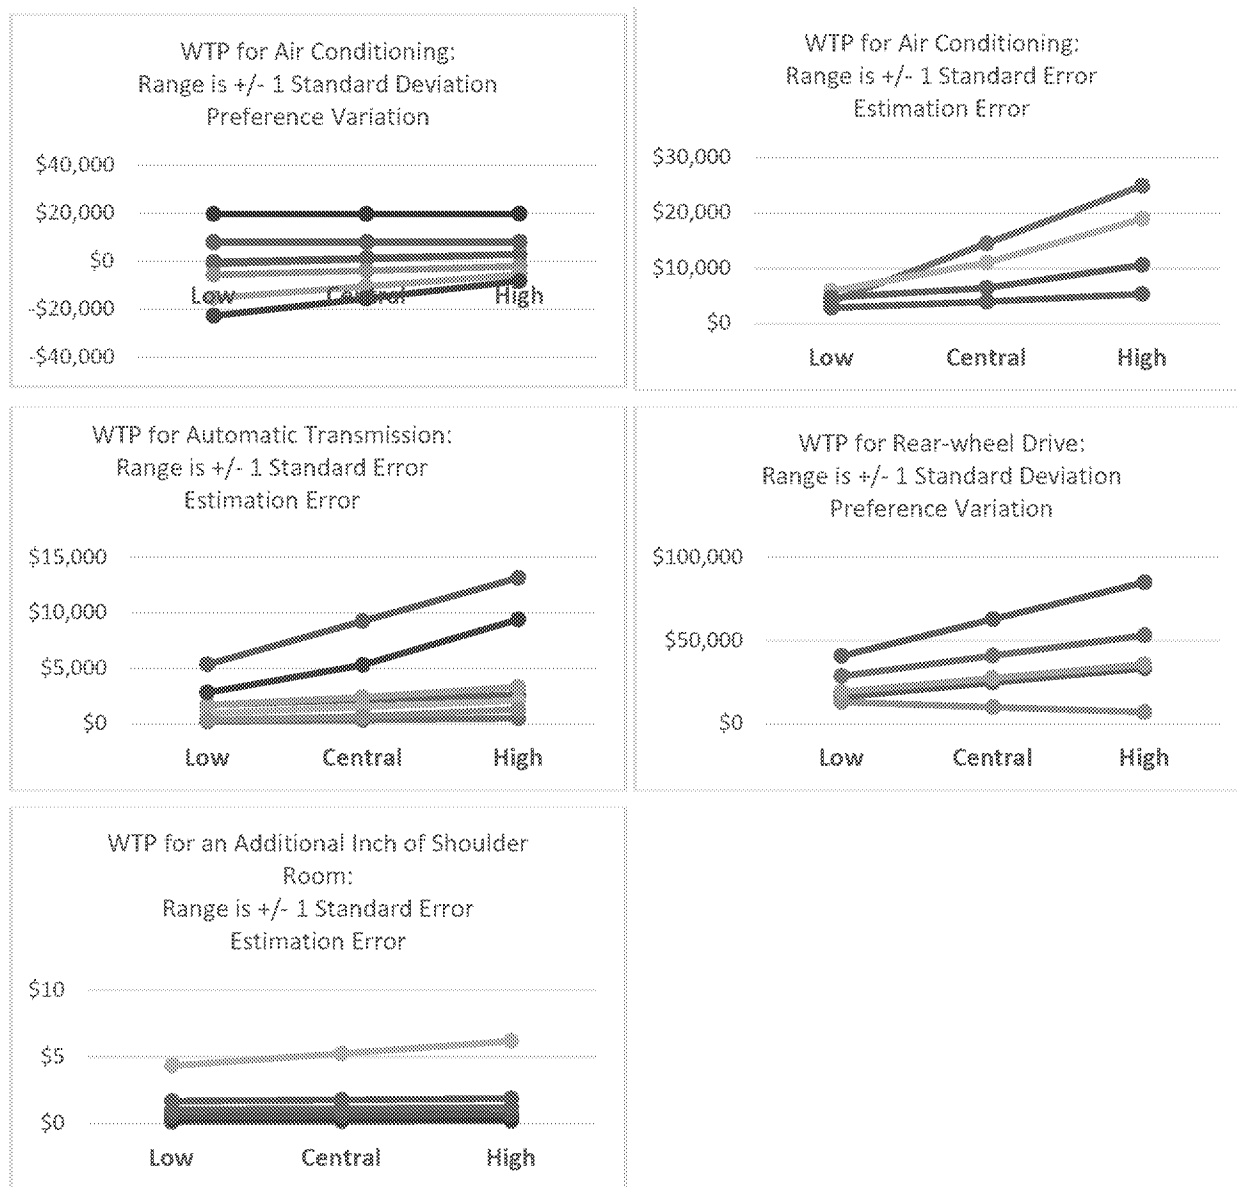 WTP for Air Conditioning:
Range is +/- 1 Standard Deviation
Preference Variation
$40,000
$20,000
$0
-$20,000
-$40,000
Low Central High
WTP for Air Conditioning:
Range is +/- 1 Standard Error
Estimation Error
$30,000
$20,000
$10,000
$0
Low Central High
WTP for Automatic Transmission:
Range is +/- 1 Standard Error
Estimation Error
$15,000
$10,000
$5,000
$0
Low Central High
WTP for Rear-wheel Drive:
Range is +/- 1 Standard Deviation
Preference Variation
$100,000
$50,000
$0
Low Central High
WTP for an Additional Inch of Shoulder
Room:
Range is +/- 1 Standard Error
Estimation Error
$10
$5
$0
Low Central High